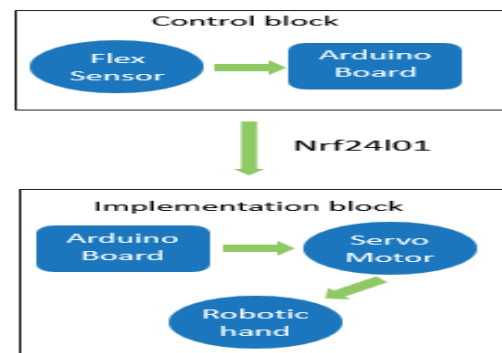 Control block
Flex
Sensor
Arduino
Board
Nrf24l01
Implementation block
Arduino
Board
Servo
Motor
Robotic
hand